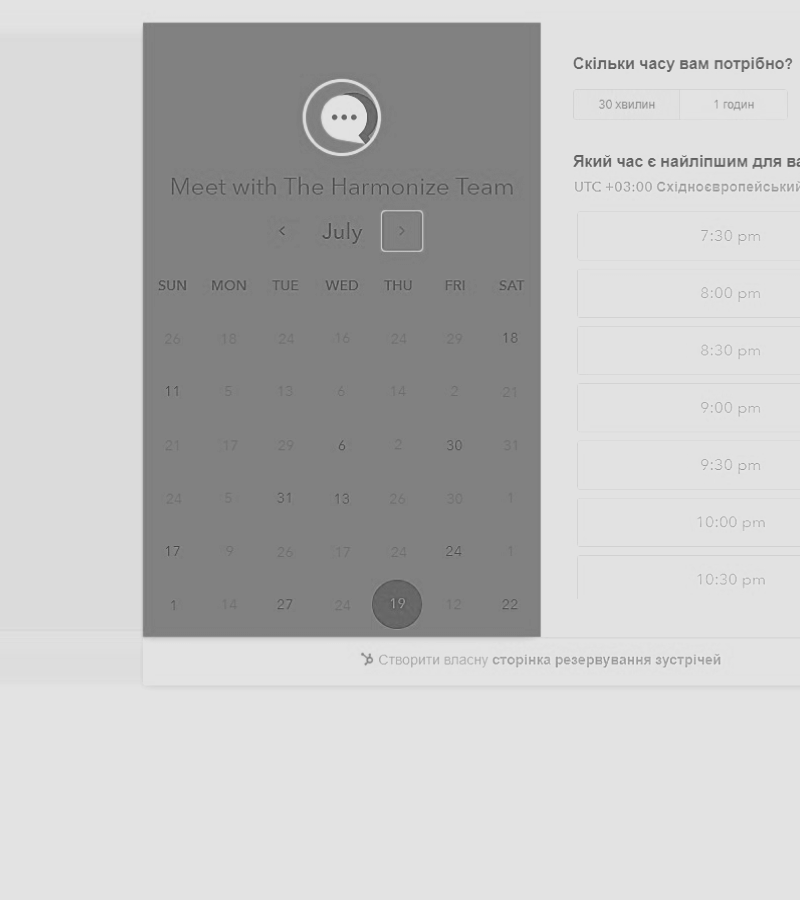 Meet with The Harmonize Team
July
SUN MON TUE WED THU FRI SAT
26 18 24 16 24 29 18
11 5 13 6 14 2 21
21 17 29 6 2 30 31
24 5 31 13 26 30 1
17 9 26 17 24 24 1
1 14 27 24 19 12 22
Скільки часу вам потрібно?
30 хвилин 1 годин
Який час є найліпшим для ва
UTC +03:00 Східноєвропейський
7:30 pm
8:00 pm
8:30 pm
9:00 pm
9:30 pm
10:00 pm
10:30 pm
Створити власну сторінка резервування зустрічей